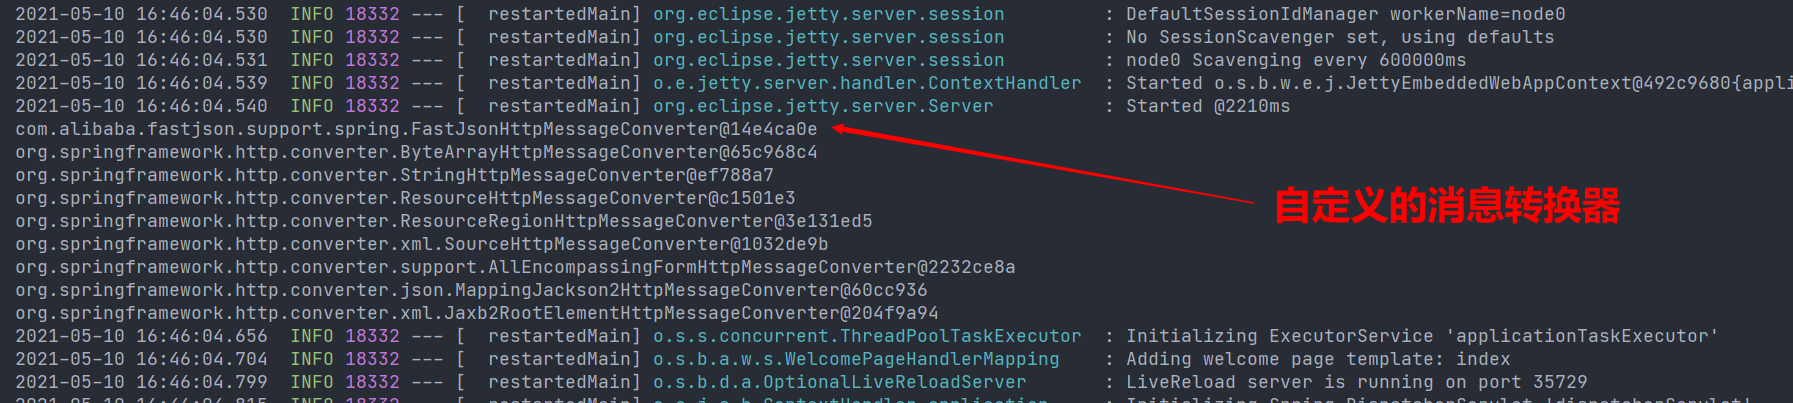 2021-05-10 16:46:04.530  INFO 18332 --- [  restartedMain] org.eclipse.jetty.server.session         : DefaultSessionIdManager workerName=node0
2021-05-10 16:46:04.530  INFO 18332 --- [  restartedMain] org.eclipse.jetty.server.session         : No SessionScavenger set, using defaults
2021-05-10 16:46:04.531  INFO 18332 --- [  restartedMain] org.eclipse.jetty.server.session         : node0 Scavenging every 600000ms
2021-05-10 16:46:04.539  INFO 18332 --- [  restartedMain] o.e.jetty.server.handler.ContextHandler  : Started o.s.b.w.e.j.JettyEmbeddedWebAppContext@492c9680{appli
2021-05-10 16:46:04.540  INFO 18332 --- [  restartedMain] org.eclipse.jetty.server.Server          : Started @2210ms
com.alibaba.fastjson.support.spring.FastJsonHttpMessageConverter@14e4ca0e
org.springframework.http.converter.ByteArrayHttpMessageConverter@65c968c4
org.springframework.http.converter.StringHttpMessageConverter@ef788a7
org.springframework.http.converter.ResourceHttpMessageConverter@c1501e3
自定义的消息转换器
org.springframework.http.converter.ResourceRegionHttpMessageConverter@3e131ed5
org.springframework.http.converter.xml.SourceHttpMessageConverter@1032de9b
org.springframework.http.converter.support.AllEncompassingFormHttpMessageConverter@2232ce8a
org.springframework.http.converter.json.MappingJackson2HttpMessageConverter@60cc936
org.springframework.http.converter.xml.Jaxb2RootElementHttpMessageConverter@204f9a94
2021-05-10 16:46:04.656  INFO 18332 --- [  restartedMain] o.s.s.concurrent.ThreadPoolTaskExecutor  : Initializing ExecutorService 'applicationTaskExecutor'
2021-05-10 16:46:04.704  INFO 18332 --- [  restartedMain] o.s.b.a.w.s.WelcomePageHandlerMapping    : Adding welcome page template: index
2021-05-10 16:46:04.799  INFO 18332 --- [  restartedMain] o.s.b.d.a.OptionalLiveReloadServer       : LiveReload server is running on port 35729